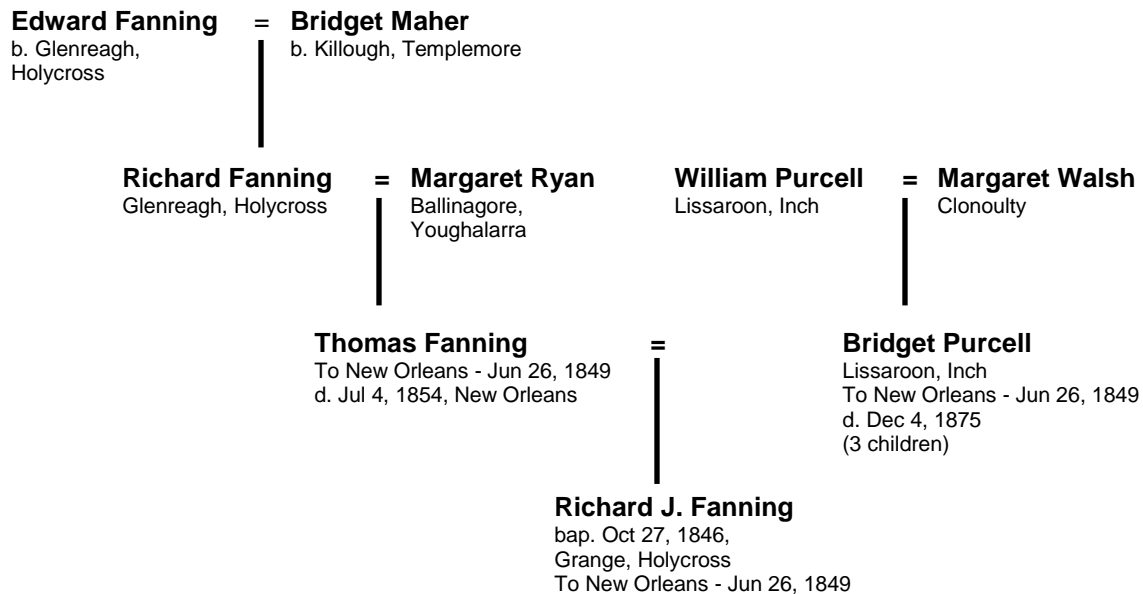 Edward Fanning = Bridget Maher
b. Glenreagh, b. Killough, Templemore
Holycross
Richard Fanning = Margaret Ryan William Purcell = Margaret Walsh
Glenreagh, Holycross Ballinagore, Lissaroon, Inch Clonoulty
Youghalarra
Thomas Fanning = Bridget Purcell
To New Orleans - Jun 26, 1849 Lissaroon, Inch
d. Jul 4, 1854, New Orleans To New Orleans - Jun 26, 1849
d. Dec 4, 1875
(3 children)
Richard J. Fanning
bap. Oct 27, 1846,
Grange, Holycross
To New Orleans - Jun 26, 1849